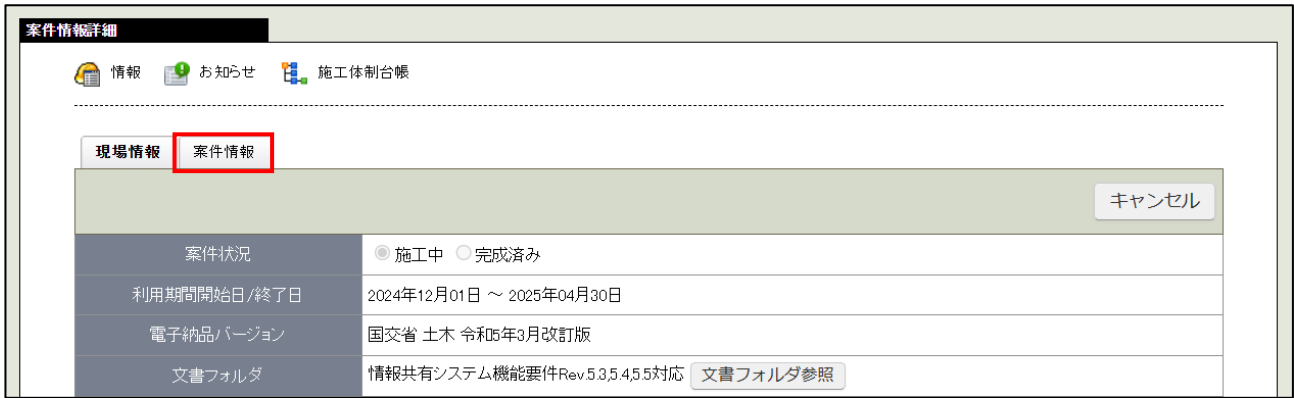 案件情報詳細
情報 お知らせ 施工体制台帳
現場情報 案件情報
キャンセル
案件状況 施工中 完成済み
利用期間開始日/終了日 2024年12月01日 ～ 2025年04月30日
電子納品バージョン 国交省 土木 令和5年3月改訂版
文書フォルダ 情報共有システム機能要件Rev.5.3,5.4,5.5対応 文書フォルダ参照